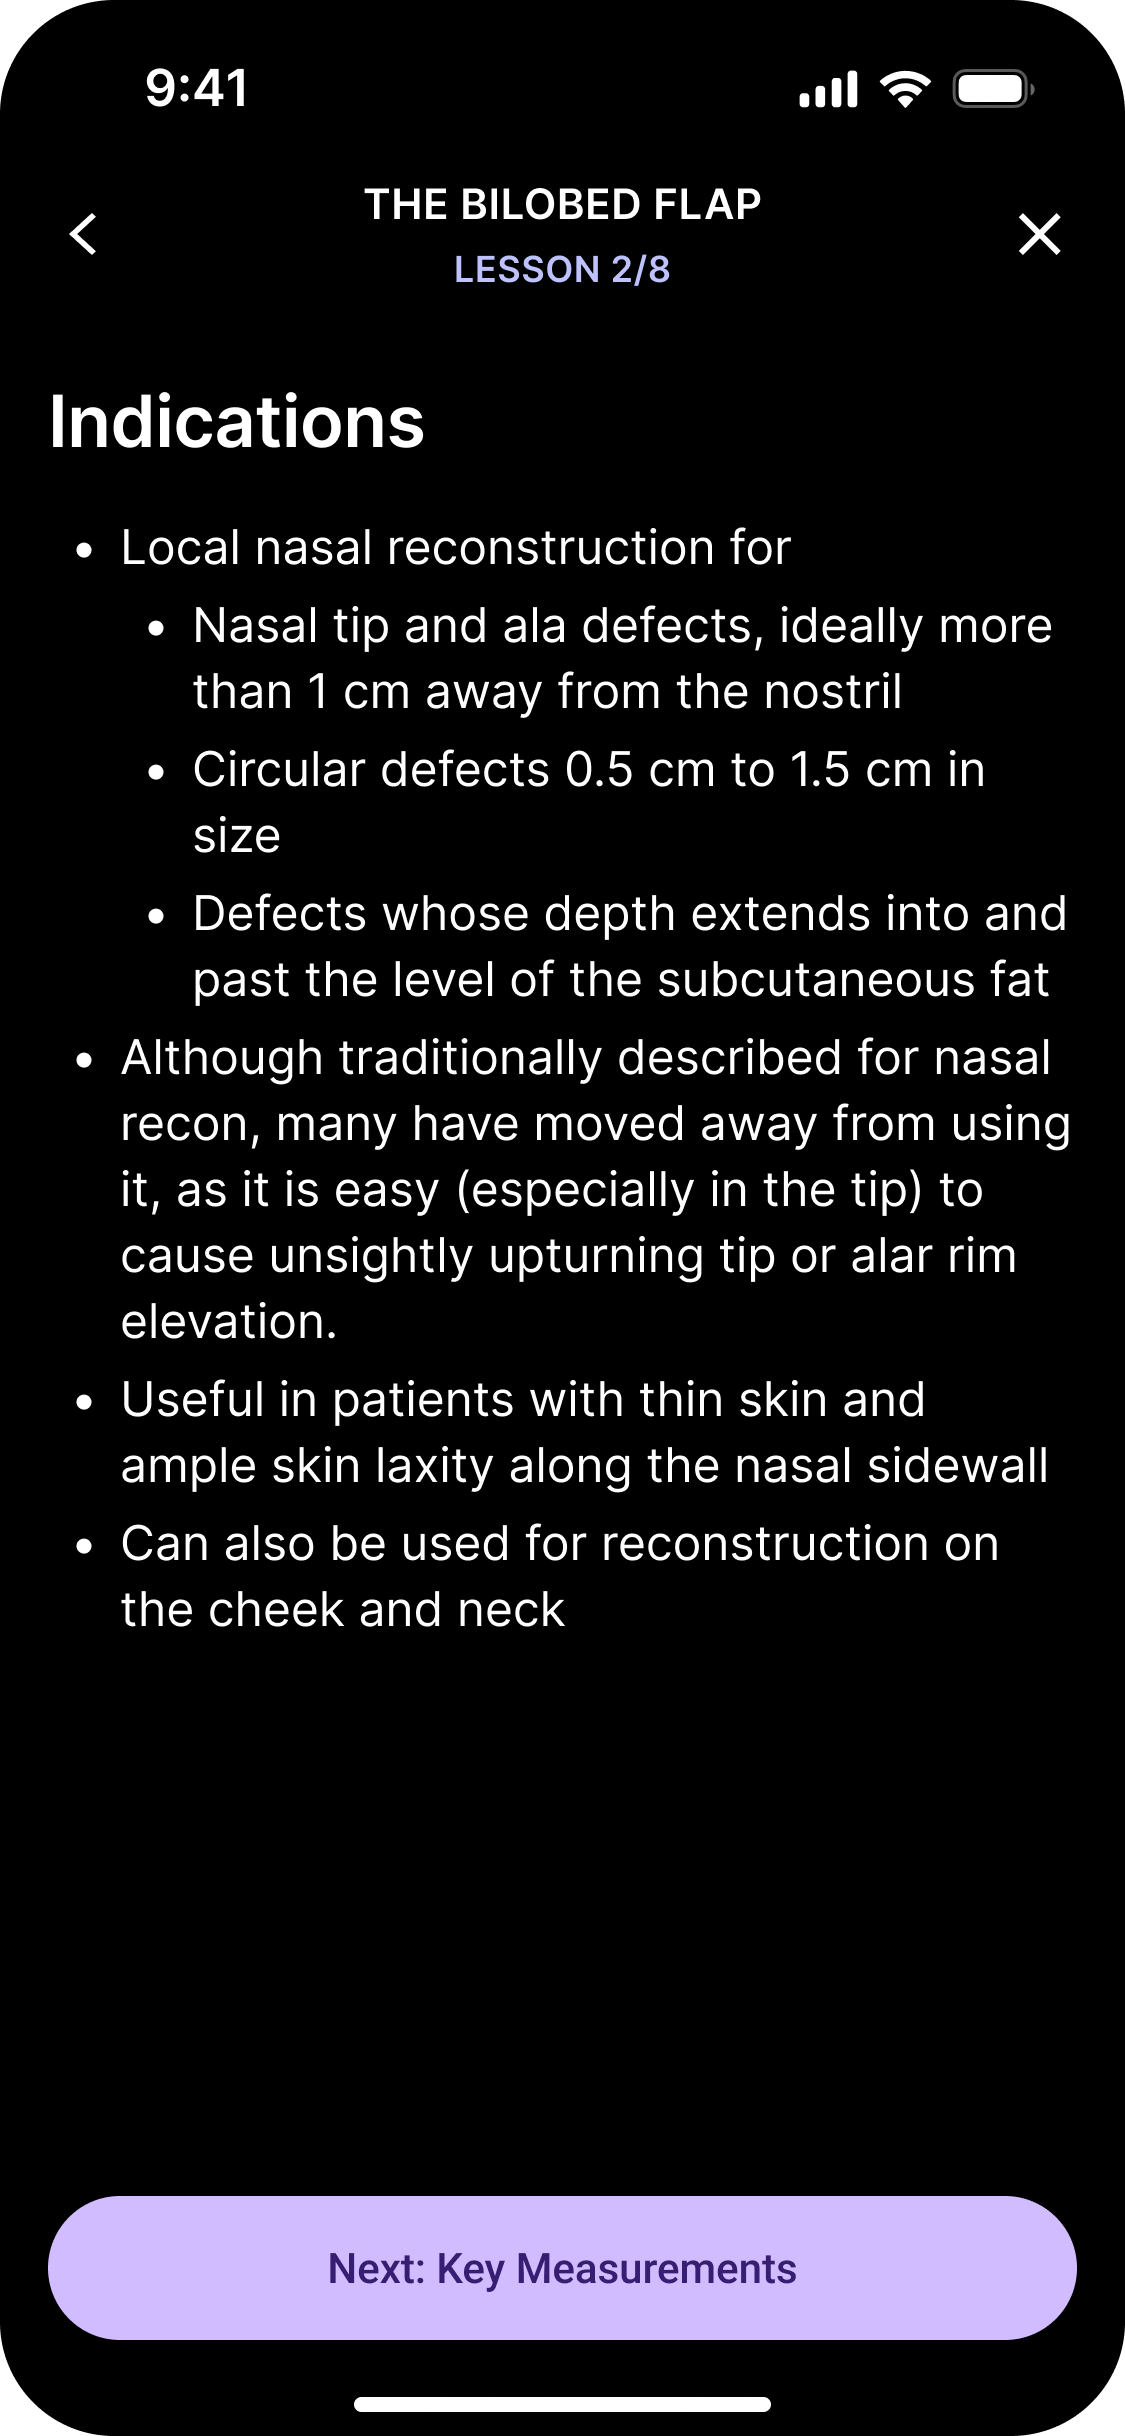 9:41
THE BILOBED FLAP
LESSON 2/8
Indications
• Local nasal reconstruction for
• Nasal tip and ala defects, ideally more
than 1 cm away from the nostril
• Circular defects 0.5 cm to 1.5 cm in
size
• Defects whose depth extends into and
past the level of the subcutaneous fat
• Although traditionally described for nasal
recon, many have moved away from using
it, as it is easy (especially in the tip) to
cause unsightly upturning tip or alar rim
elevation.
• Useful in patients with thin skin and
ample skin laxity along the nasal sidewall
• Can also be used for reconstruction on
the cheek and neck
Next: Key Measurements